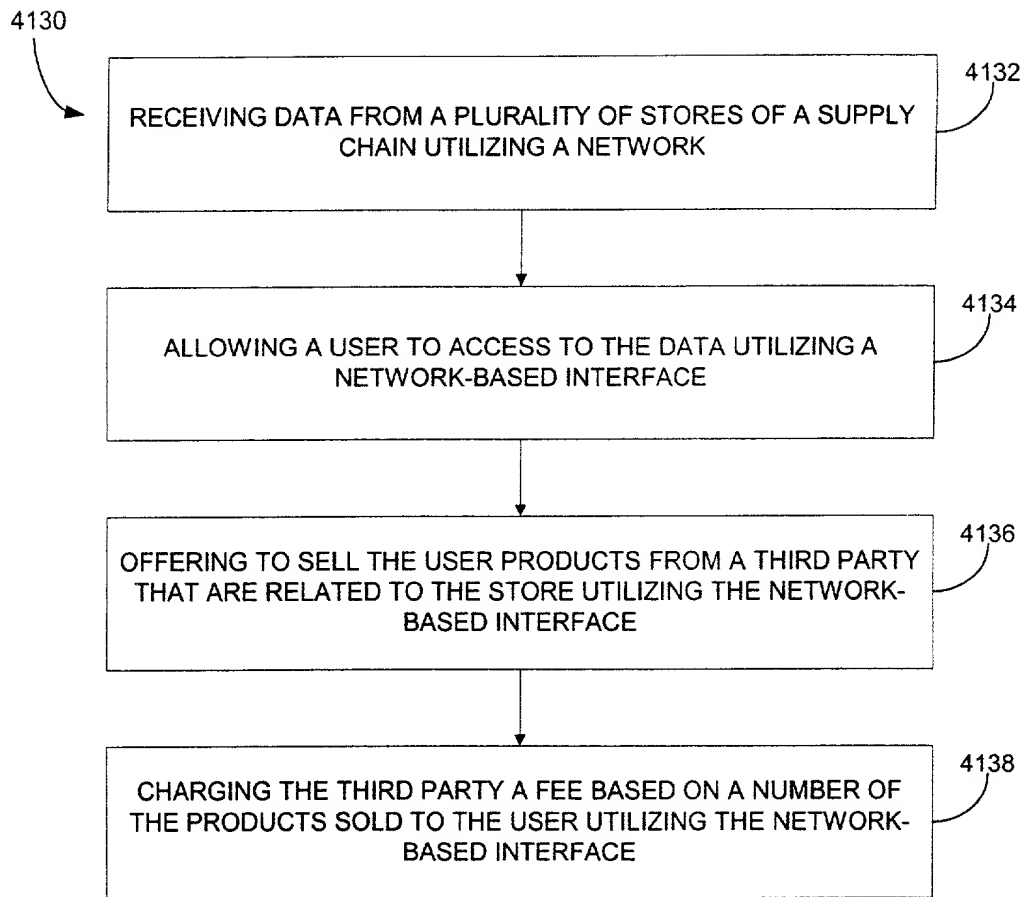 4130
4132
RECEIVING DATA FROM A PLURALITY OF STORES OF A SUPPLY
CHAIN UTILIZING A NETWORK
4134
ALLOWING A USER TO ACCESS TO THE DATA UTILIZING A
NETWORK-BASED INTERFACE
4136
OFFERING TO SELL THE USER PRODUCTS FROM A THIRD PARTY
THAT ARE RELATED TO THE STORE UTILIZING THE NETWORK-
BASED INTERFACE
4138
CHARGING THE THIRD PARTY A FEE BASED ON A NUMBER OF
THE PRODUCTS SOLD TO THE USER UTILIZING THE NETWORK-
BASED INTERFACE